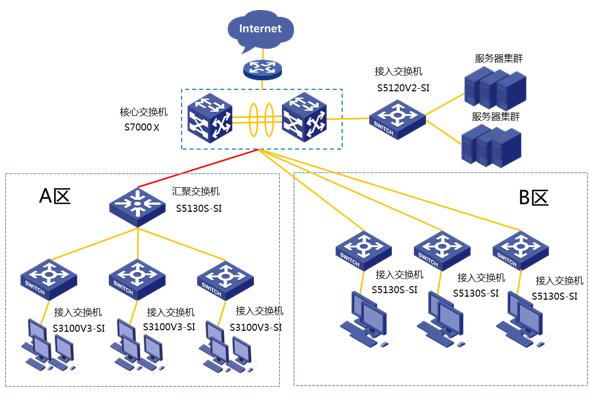 Internet
核心交换机
S7000X
接入交换机
S5120V2-SI
SWITCH
服务器集群
服务器集群
A区
汇聚交换机
S5130S-SI
SWITCH
SWITCH
SWITCH
接入交换机
S3100V3-SI
接入交换机
S3100V3-SI
接入交换机
S3100V3-SI
B区
SWITCH
SWITCH
SWITCH
接入交换机
S5130S-SI
接入交换机
S5130S-SI
接入交换机
S5130S-SI